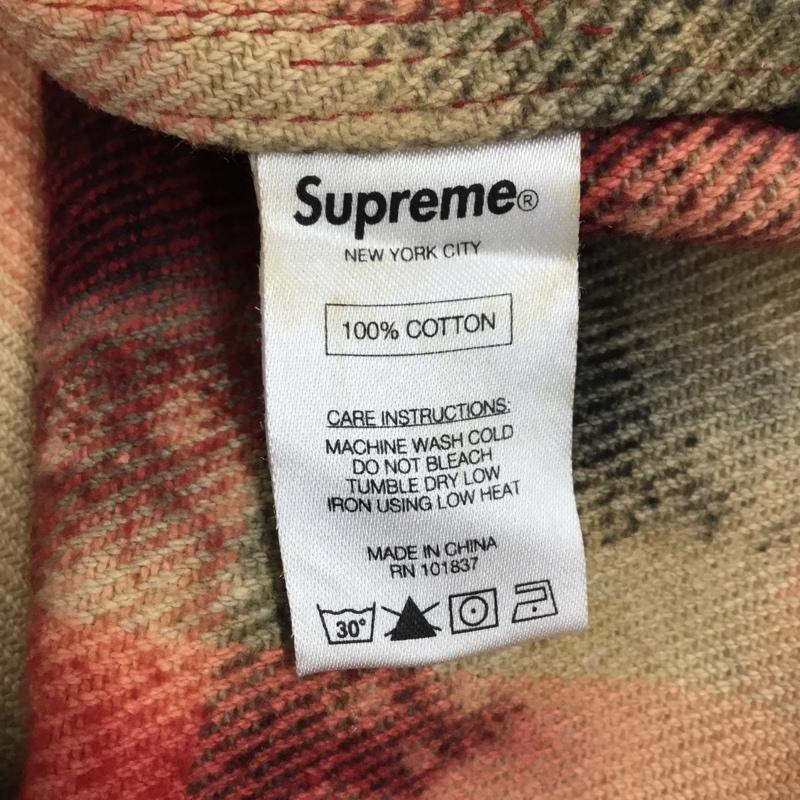 Supreme®
NEW YORK CITY
100% COTTON
CARE INSTRUCTIONS:
MACHINE WASH COLD
DO NOT BLEACH
TUMBLE DRY LOW
IRON USING LOW HEAT
MADE IN CHINA
RN 101837
30°